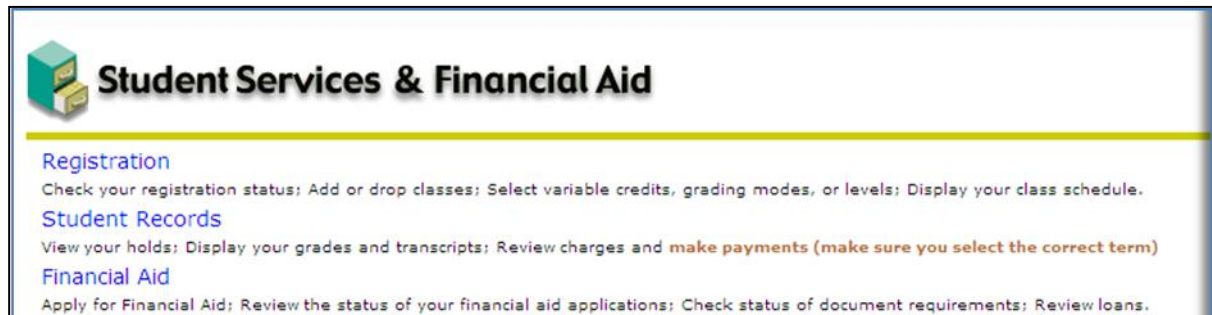 Student Services & Financial Aid
Registration
Check your registration status; Add or drop classes; Select variable credits, grading modes, or levels; Display your class schedule.
Student Records
View your holds; Display your grades and transcripts; Review charges and make payments (make sure you select the correct term)
Financial Aid
Apply for Financial Aid; Review the status of your financial aid applications; Check status of document requirements; Review loans.